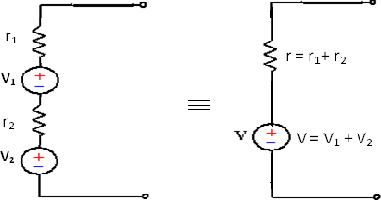 r₁
V₁
r₂
V₂
≡
r = r₁+ r₂
V
V = V₁ + V₂